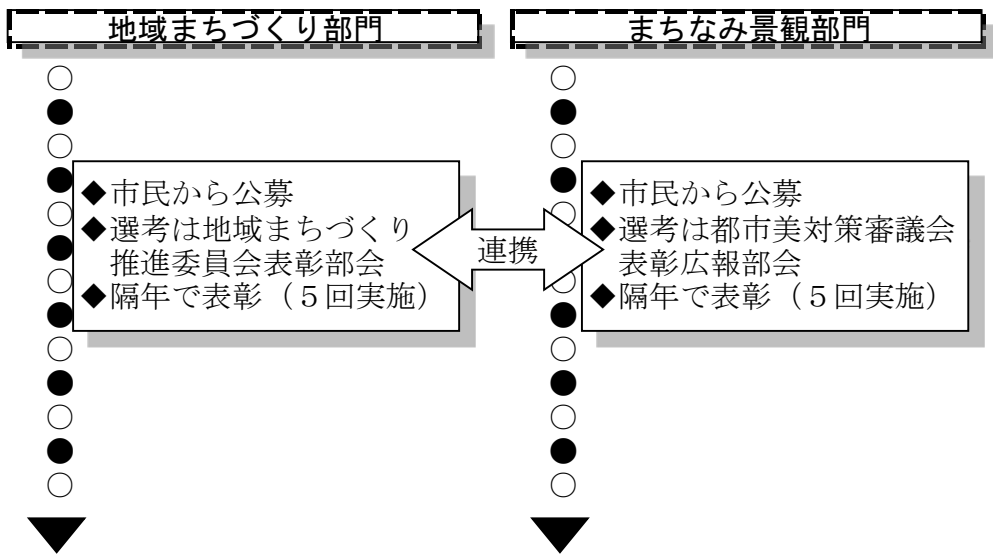 地域まちづくり部門
◆市民から公募
◆選考は地域まちづくり
推進委員会表彰部会
◆隔年で表彰（５回実施）
連携
まちなみ景観部門
◆市民から公募
◆選考は都市美対策審議会
表彰広報部会
◆隔年で表彰（５回実施）